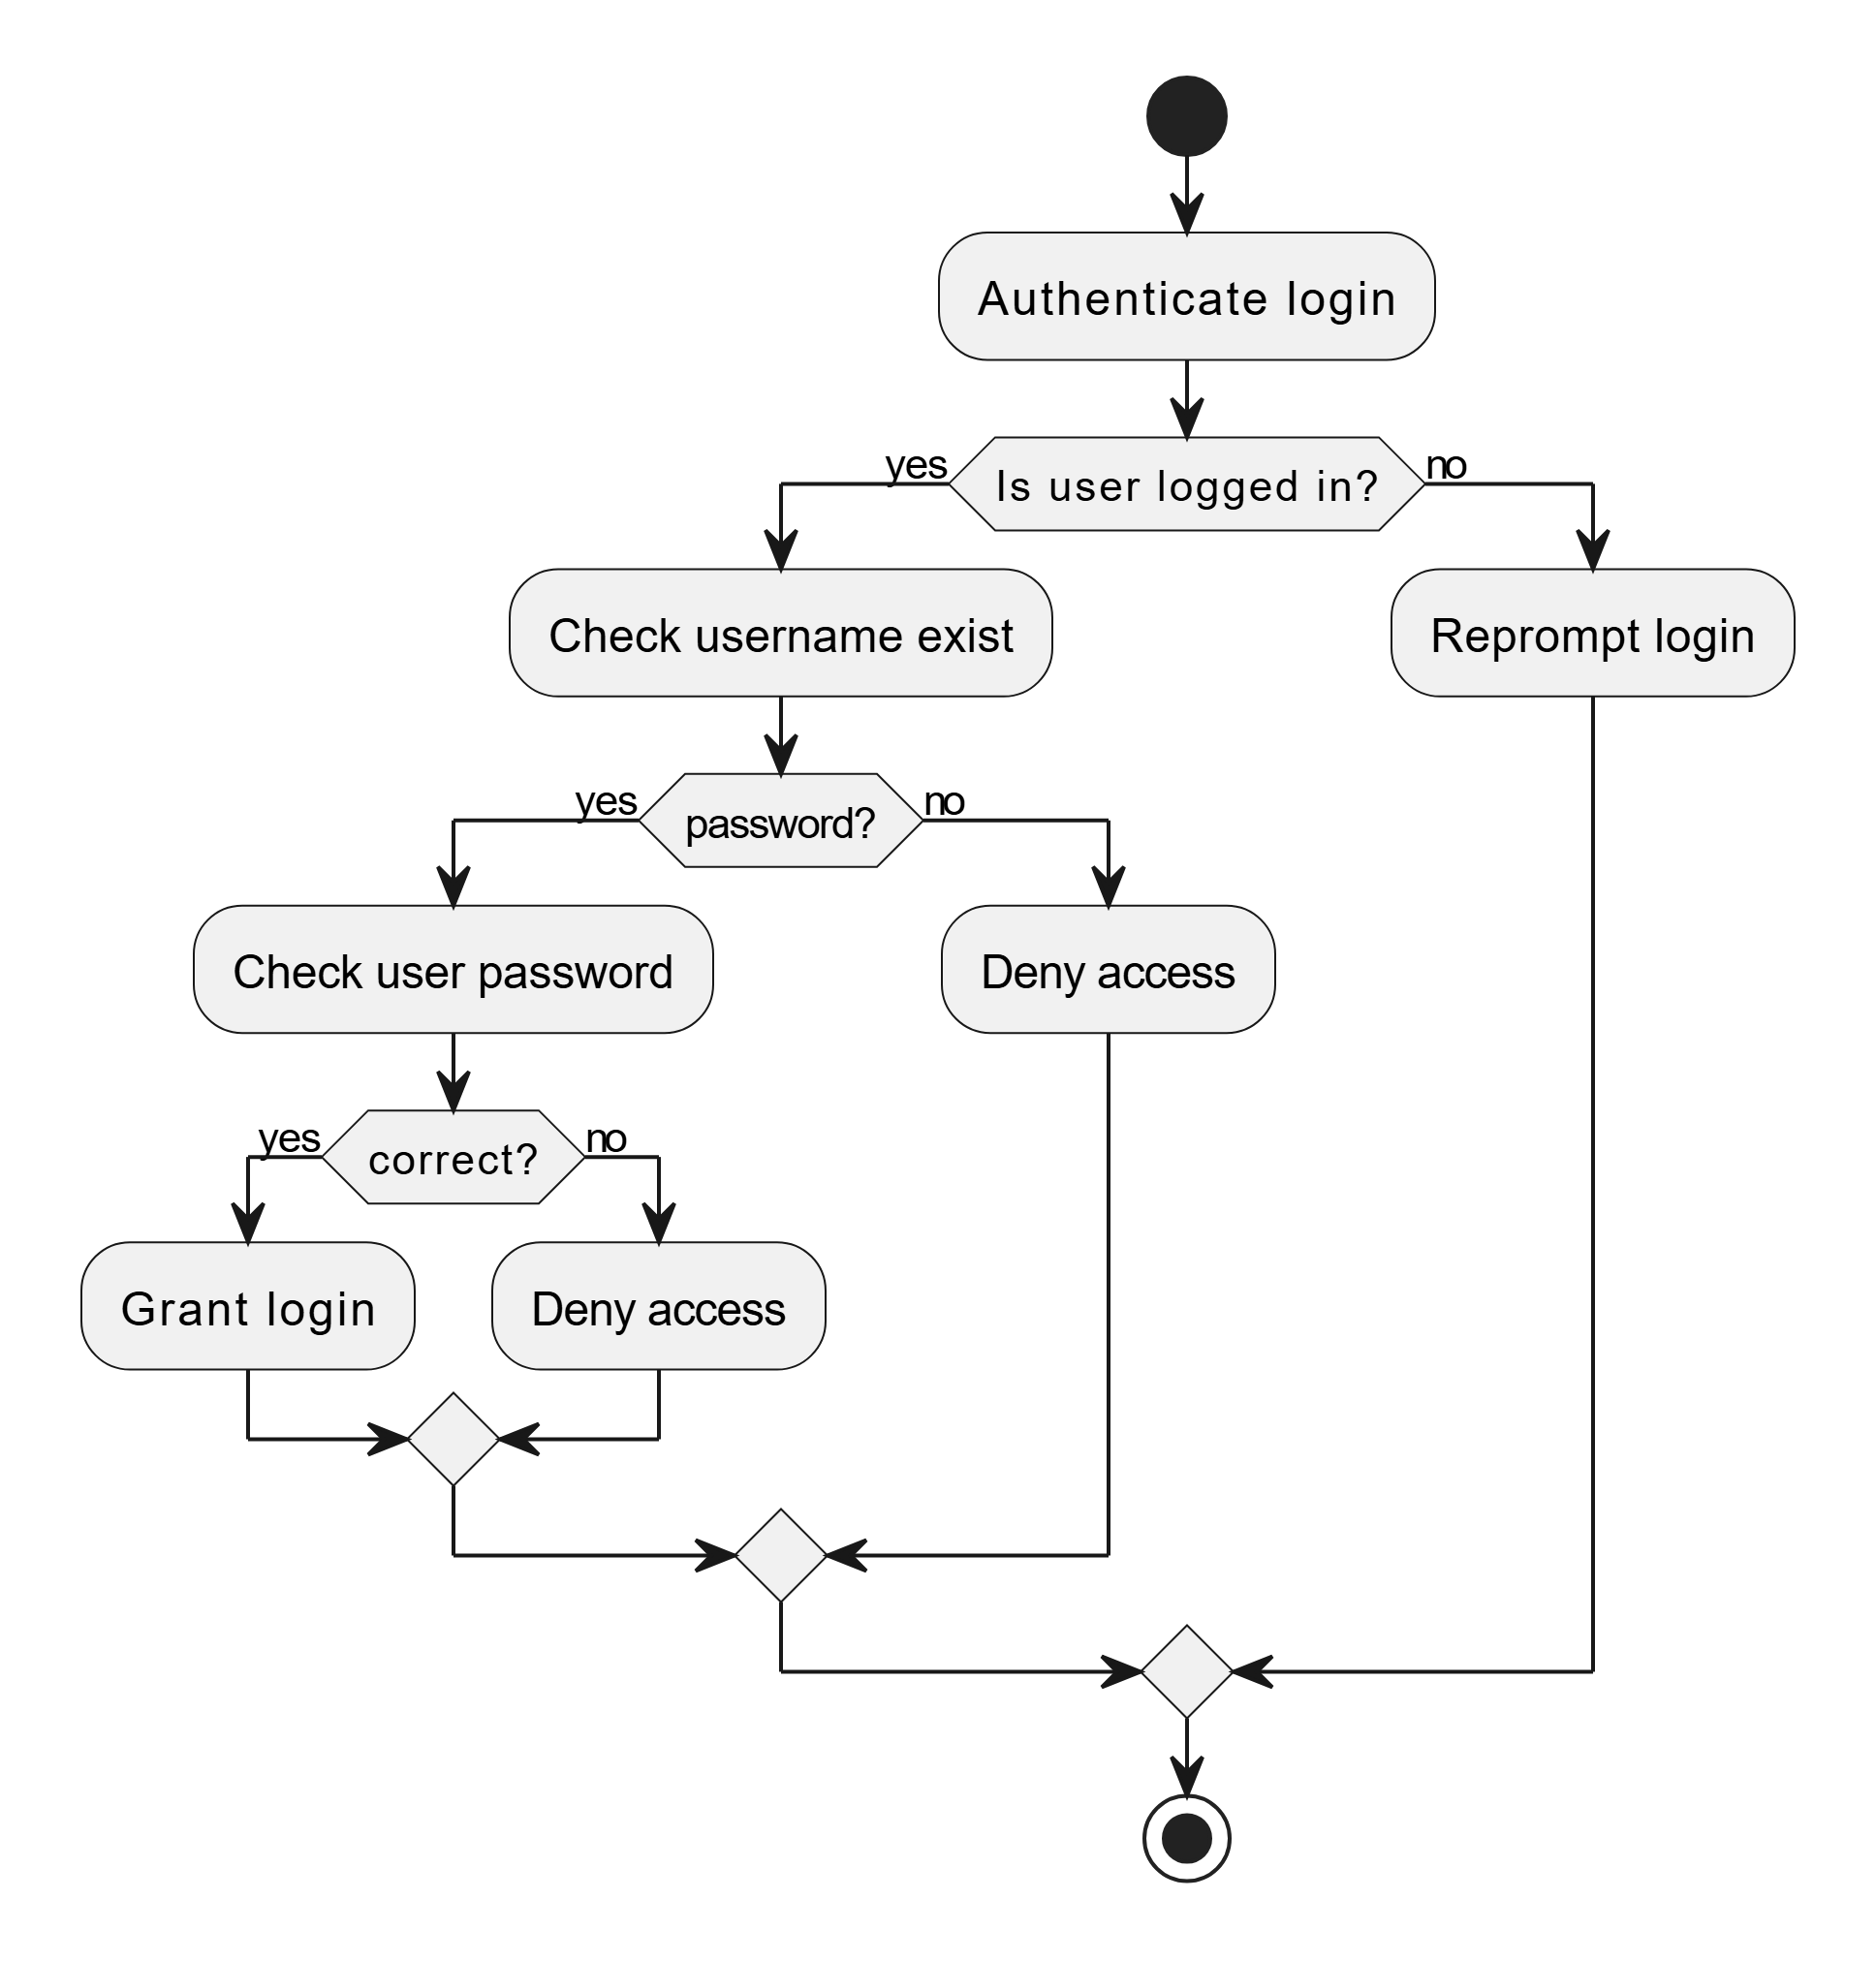 Authenticate login
yes
Is user logged in?
no
Check username exist
Reprompt login
yes
password?
no
Check user password
Deny access
yes
correct?
no
Grant login
Deny access